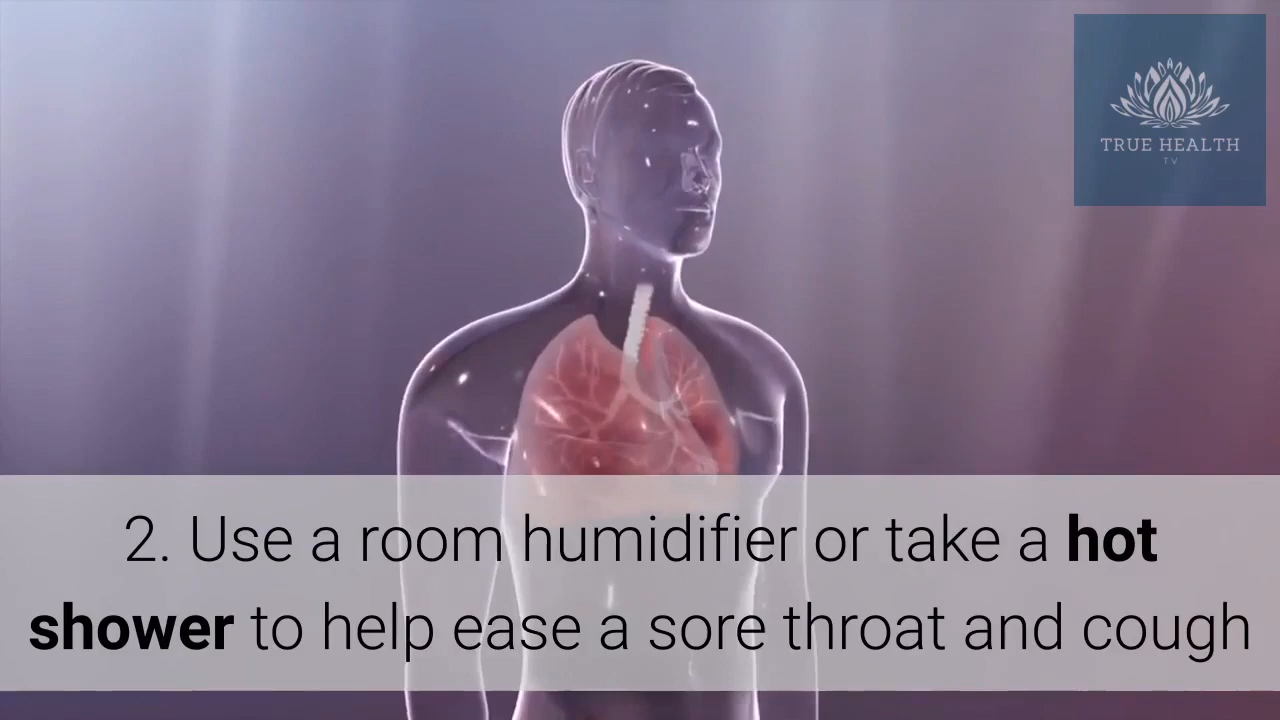 TRUE HEALTH
TV
2. Use a room humidifier or take a hot
shower to help ease a sore throat and cough